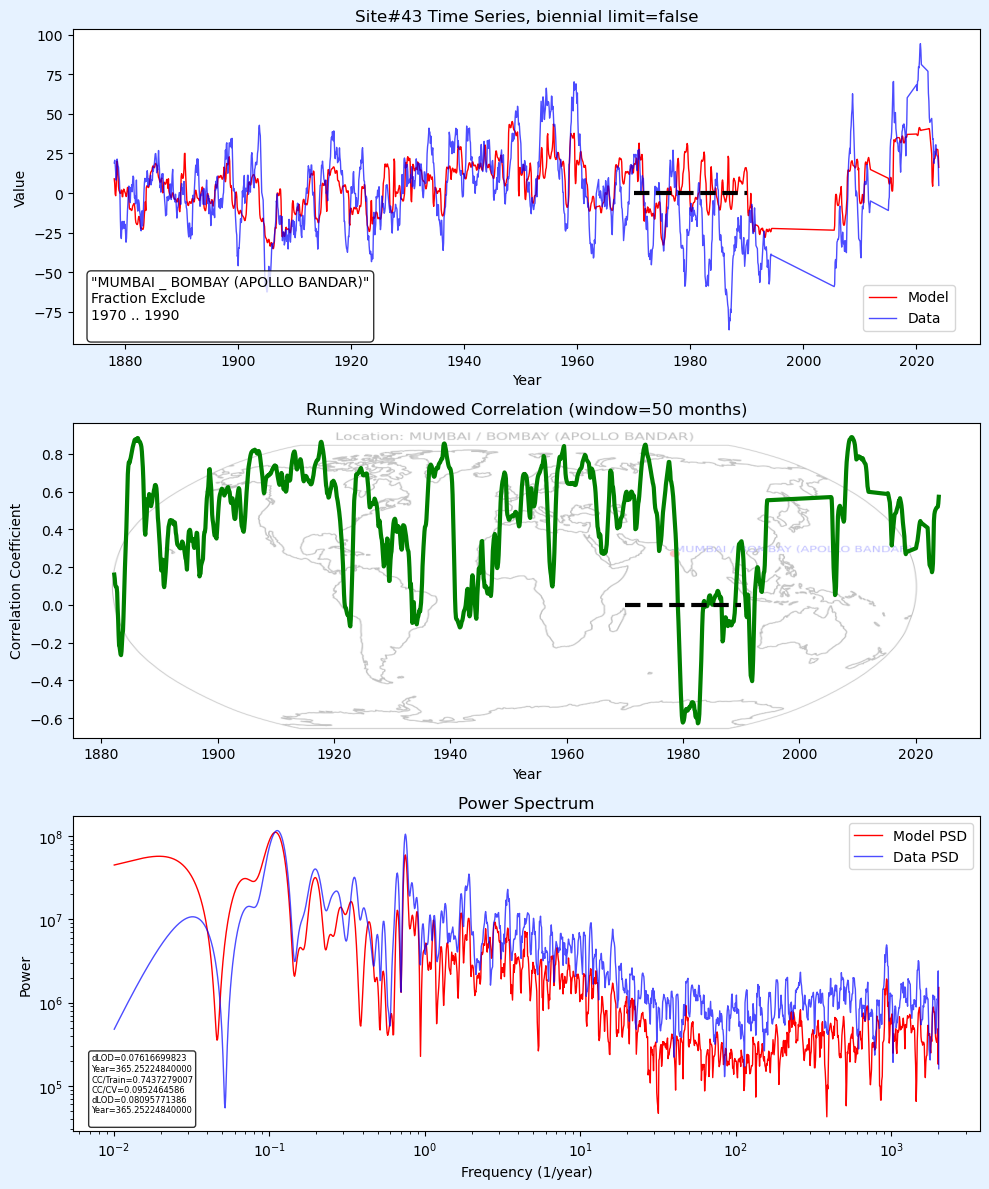 Site#43 Time Series, biennial limit=false
100
75
50
25
0
−25
−50
−75
Value
"MUMBAI _ BOMBAY (APOLLO BANDAR)"
Fraction Exclude
1970 .. 1990
Model
Data
1880 1900 1920 1940 1960 1980 2000 2020
Year
Running Windowed Correlation (window=50 months)
Location: MUMBAI / BOMBAY (APOLLO BANDAR)
MUMBAI / BOMBAY (APOLLO BANDAR)
0.8
0.6
0.4
0.2
0.0
−0.2
−0.4
−0.6
Correlation Coefficient
1880 1900 1920 1940 1960 1980 2000 2020
Year
Power Spectrum
Model PSD
Data PSD
10^8
10^7
10^6
10^5
Power
dLOD=0.07616699823
Year=365.25224840000
CC/Train=0.7437279007
CC/CV=0.0952464586
dLOD=0.08095771386
Year=365.25224840000
10^−2 10^−1 10^0 10^1 10^2 10^3
Frequency (1/year)